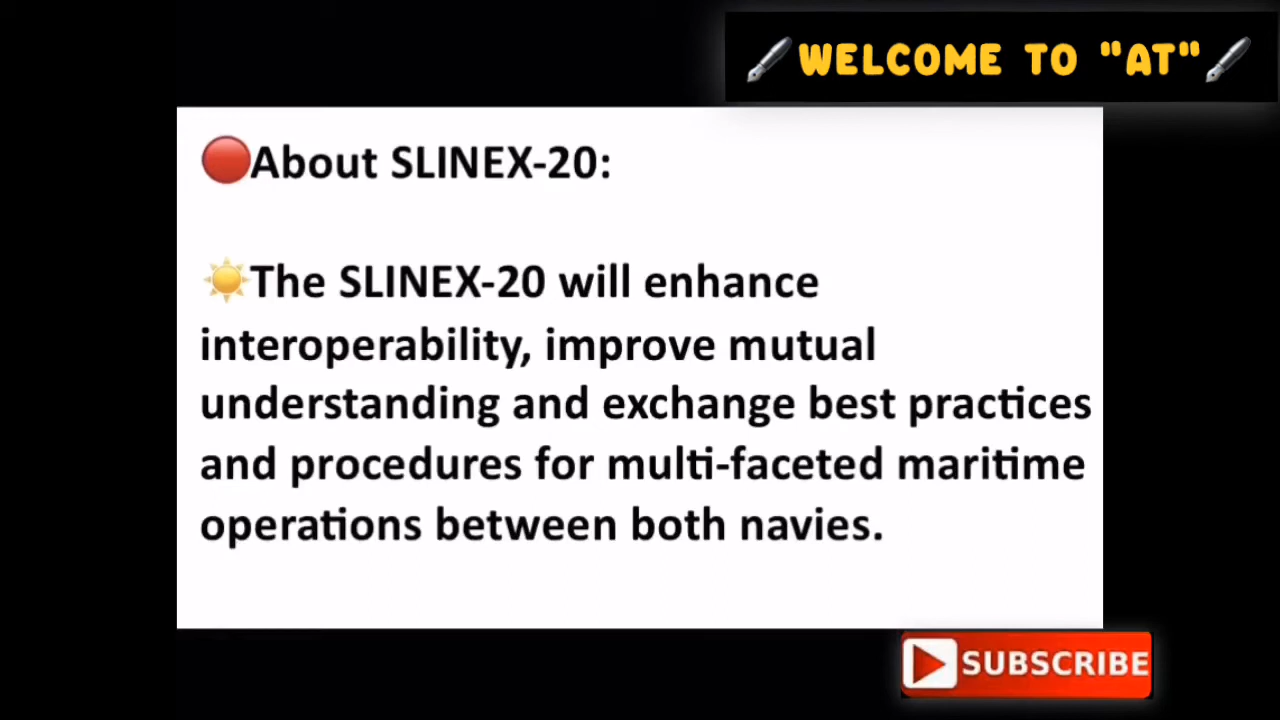 WELCOME TO "AT"
About SLINEX-20:
The SLINEX-20 will enhance
interoperability, improve mutual
understanding and exchange best practices
and procedures for multi-faceted maritime
operations between both navies.
SUBSCRIBE